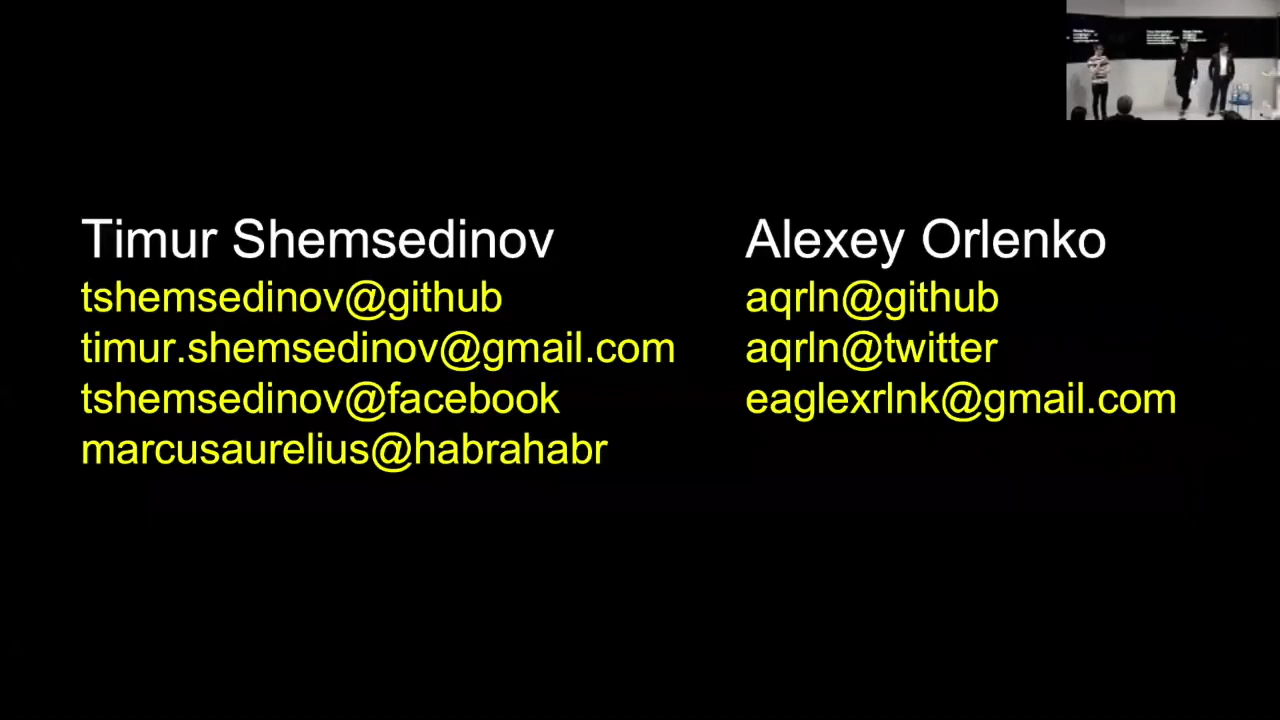 Timur Shemsedinov
tshemsedinov@github
timur.shemsedinov@gmail.com
tshemsedinov@facebook
marcusaurelius@habrahabr
Alexey Orlenko
aqrln@github
aqrln@twitter
eaglexrlnk@gmail.com